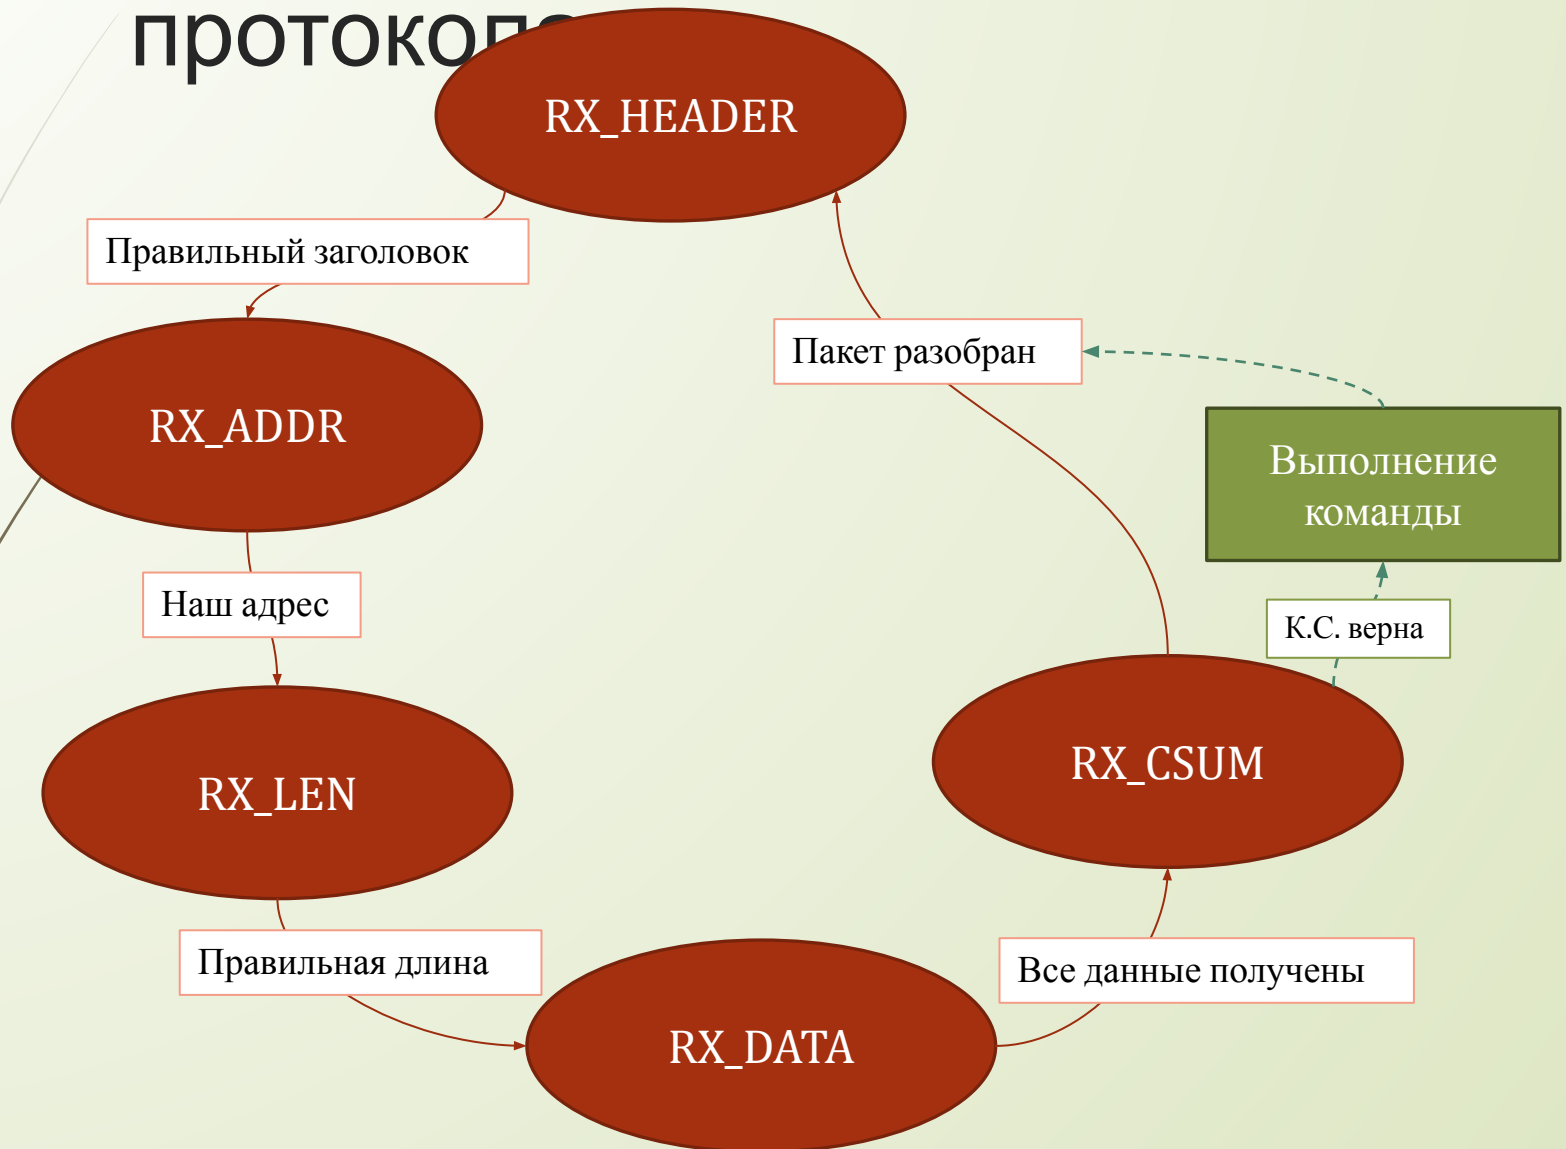 RX_HEADER
Правильный заголовок
Пакет разобран
RX_ADDR
Выполнение
команды
Наш адрес
К.С. верна
RX_LEN
RX_CSUM
Правильная длина
Все данные получены
RX_DATA